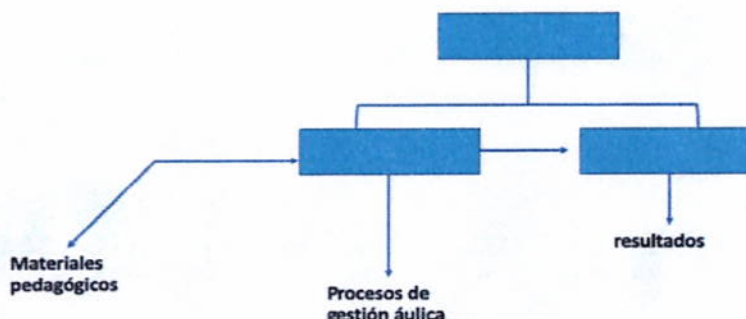 resultados
Materiales
pedagógicos
Procesos de
gestión áulica